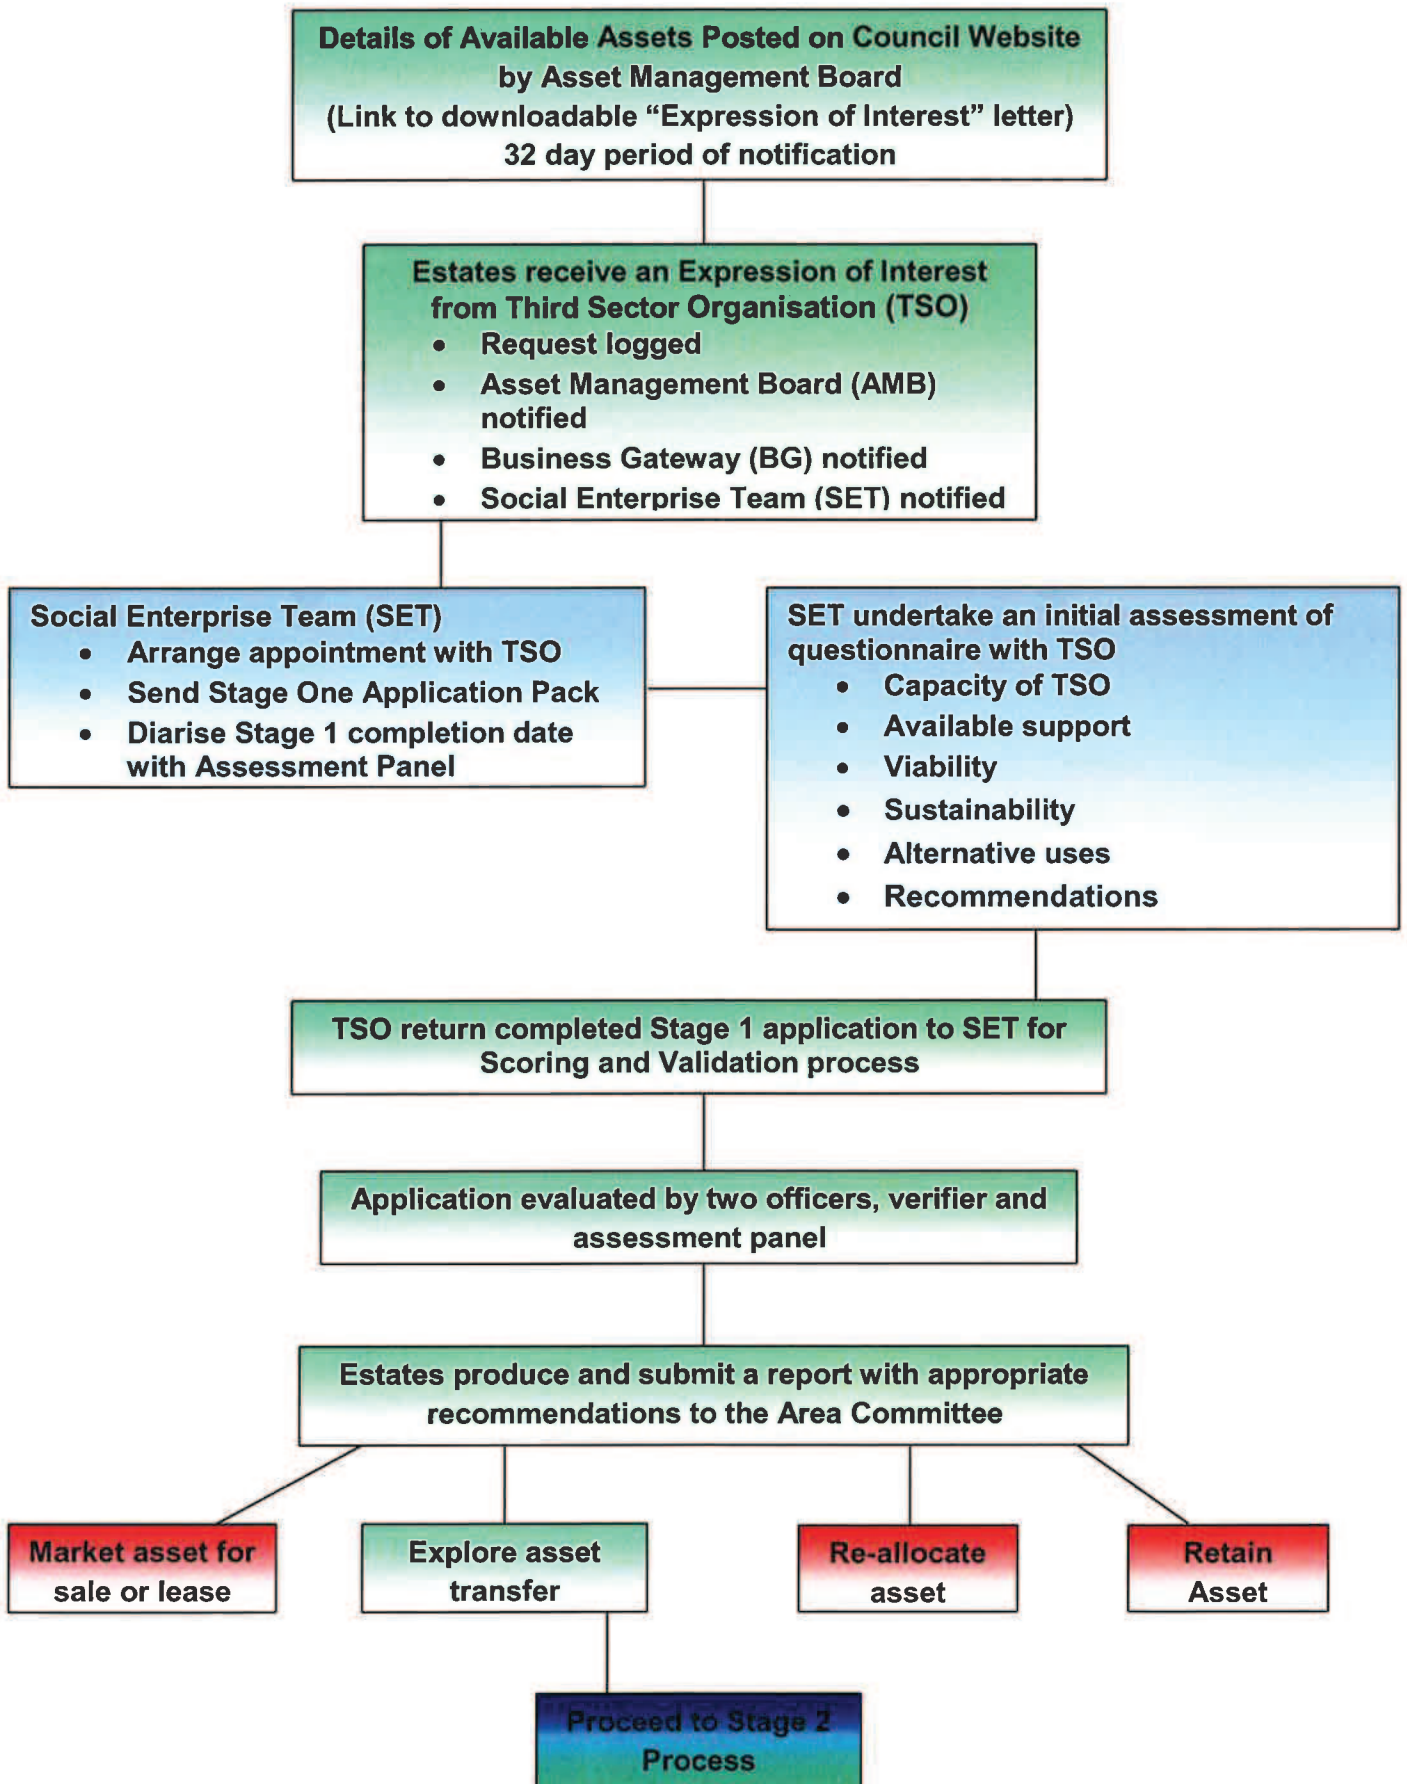 Details of Available Assets Posted on Council Website
by Asset Management Board
(Link to downloadable “Expression of Interest” letter)
32 day period of notification
Estates receive an Expression of Interest
from Third Sector Organisation (TSO)
• Request logged
• Asset Management Board (AMB)
notified
• Business Gateway (BG) notified
• Social Enterprise Team (SET) notified
Social Enterprise Team (SET)
• Arrange appointment with TSO
• Send Stage One Application Pack
• Diarise Stage 1 completion date
with Assessment Panel
SET undertake an initial assessment of
questionnaire with TSO
• Capacity of TSO
• Available support
• Viability
• Sustainability
• Alternative uses
• Recommendations
TSO return completed Stage 1 application to SET for
Scoring and Validation process
Application evaluated by two officers, verifier and
assessment panel
Estates produce and submit a report with appropriate
recommendations to the Area Committee
Market asset for
sale or lease
Explore asset
transfer
Re-allocate
asset
Retain
Asset
Proceed to Stage 2
Process